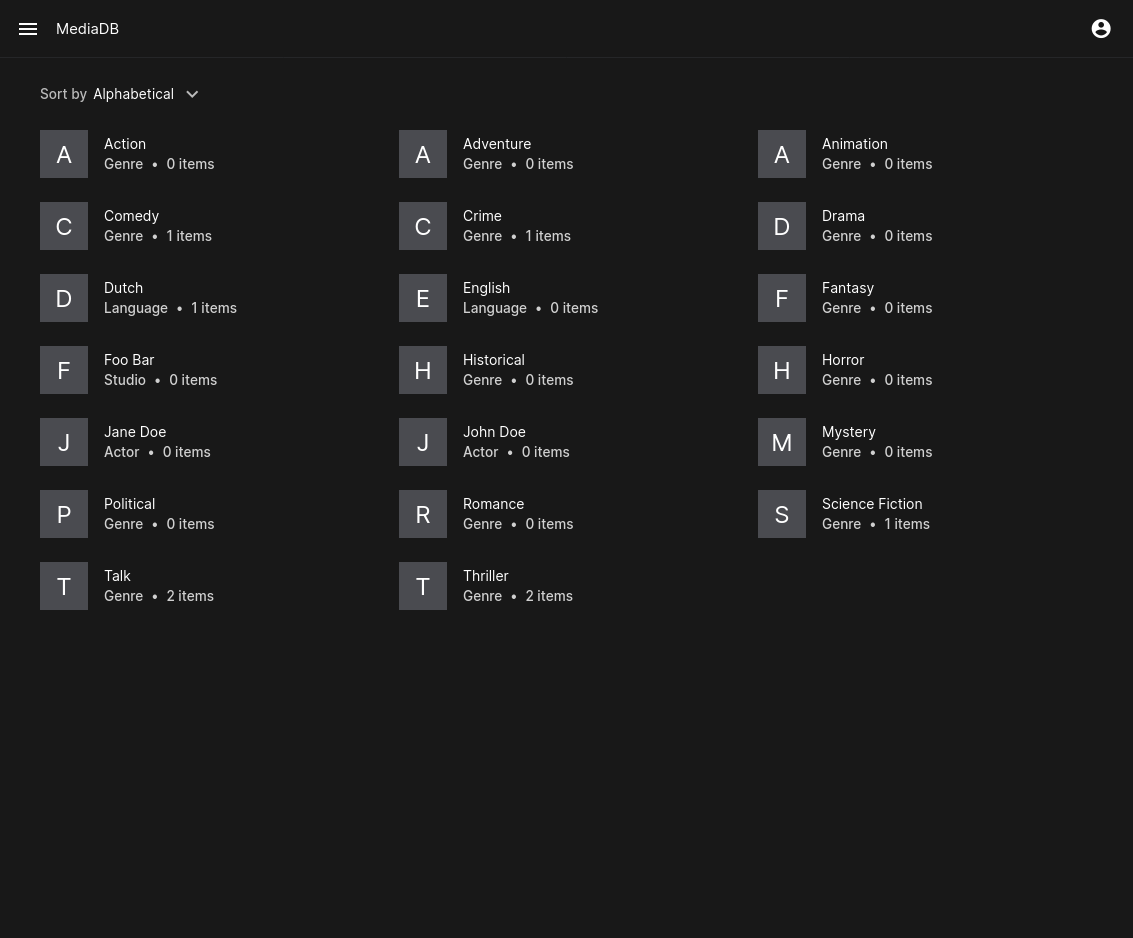 MediaDB
Sort by Alphabetical
A
Action
Genre • 0 items
A
Adventure
Genre • 0 items
A
Animation
Genre • 0 items
C
Comedy
Genre • 1 items
C
Crime
Genre • 1 items
D
Drama
Genre • 0 items
D
Dutch
Language • 1 items
E
English
Language • 0 items
F
Fantasy
Genre • 0 items
F
Foo Bar
Studio • 0 items
H
Historical
Genre • 0 items
H
Horror
Genre • 0 items
J
Jane Doe
Actor • 0 items
J
John Doe
Actor • 0 items
M
Mystery
Genre • 0 items
P
Political
Genre • 0 items
R
Romance
Genre • 0 items
S
Science Fiction
Genre • 1 items
T
Talk
Genre • 2 items
T
Thriller
Genre • 2 items